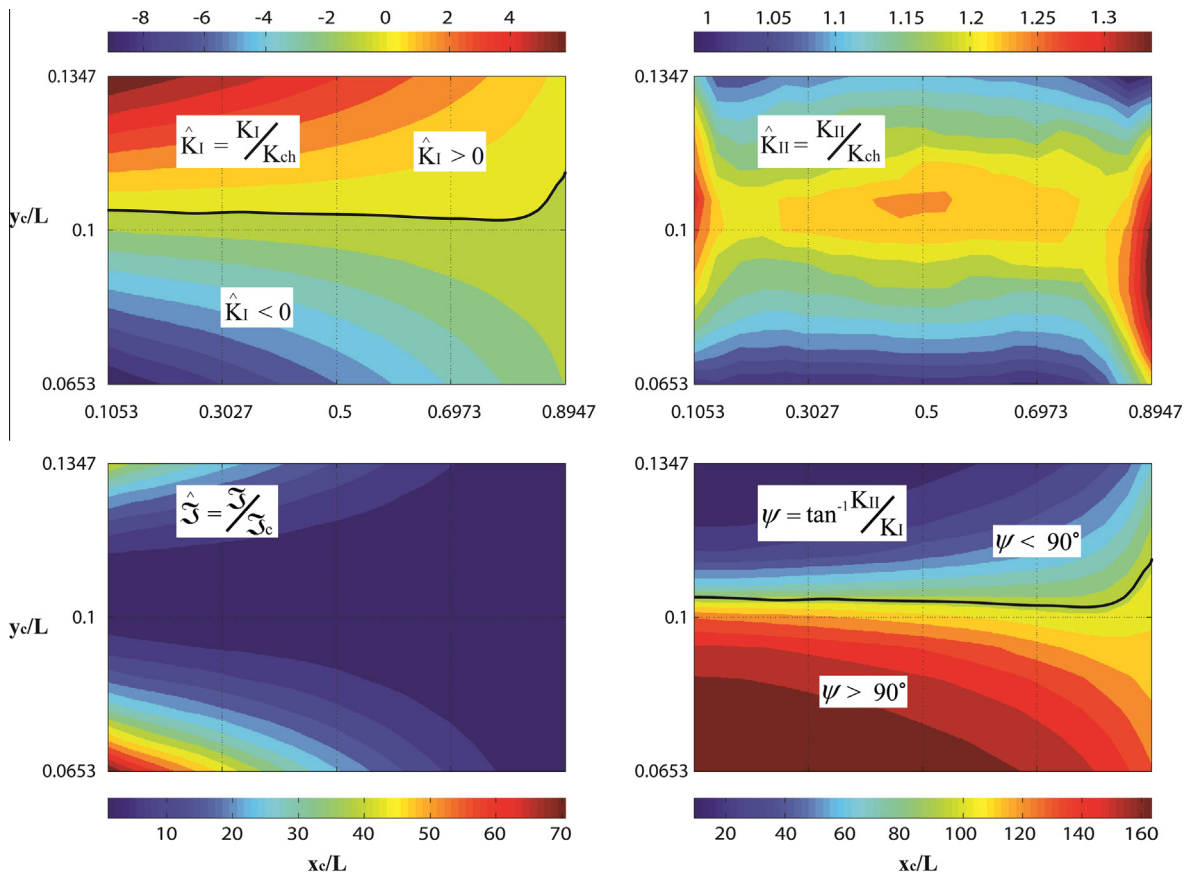 -8 -6 -4 -2 0 2 4
1 1.05 1.1 1.15 1.2 1.25 1.3
0.1347
K̂I = KI/Kch
K̂I > 0
yc/L
0.1
K̂I < 0
0.0653
0.1053 0.3027 0.5 0.6973 0.8947
0.1347
K̂II = KII/Kch
0.1
0.0653
0.1053 0.3027 0.5 0.6973 0.8947
0.1347
ℑ̂ = ℑ/ℑc
yc/L
0.1
0.0653
10 20 30 40 50 60 70
xc/L
0.1347
ψ = tan-1 KII/KI
ψ < 90°
0.1
ψ > 90°
0.0653
20 40 60 80 100 120 140 160
xc/L